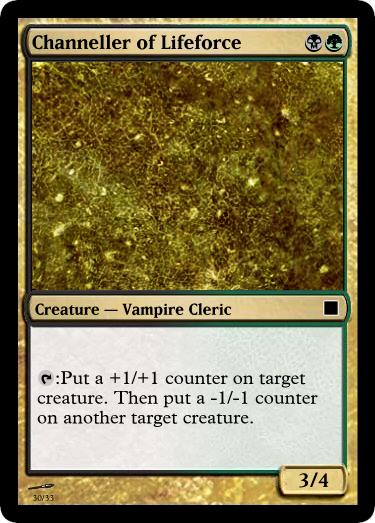 Channeller of Lifeforce
Creature — Vampire Cleric
:Put a +1/+1 counter on target
creature. Then put a -1/-1 counter
on another target creature.
3/4
30/33